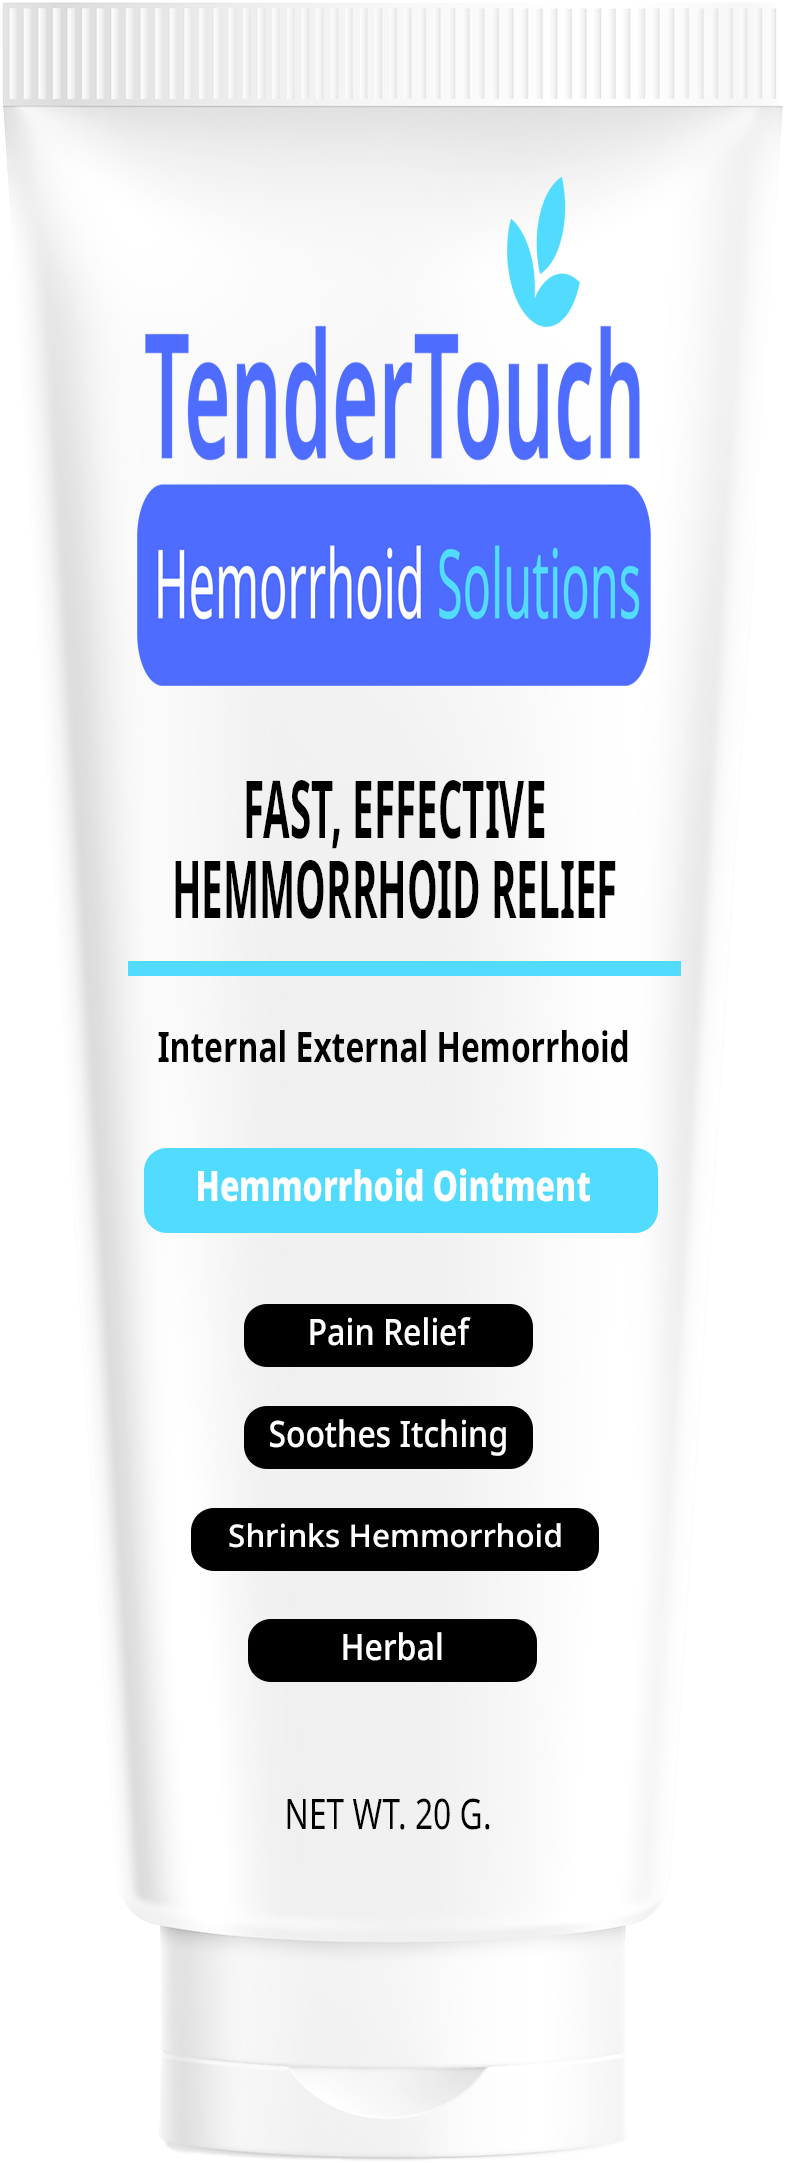 TenderTouch
Hemorrhoid Solutions
FAST, EFFECTIVE
HEMMORRHOID RELIEF
Internal External Hemorrhoid
Hemmorrhoid Ointment
Pain Relief
Soothes Itching
Shrinks Hemmorrhoid
Herbal
NET WT. 20 G.